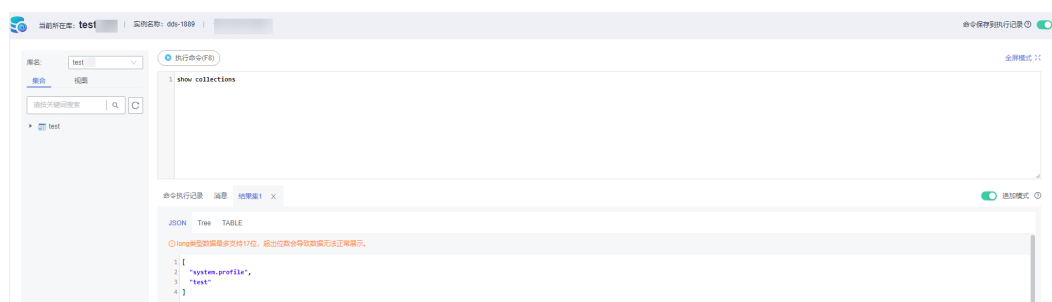 当前所在库: test
实例名称: dds-1889
命令保存到执行记录
库名: test
集合 视图
请按关键词搜索
test
执行命令(F8)
全屏模式
1 show collections
命令执行记录 消息 结果集1 X
追加模式
JSON Tree TABLE
long类型数据最多支持17位，超出位数会导致数据无法正常展示。
1 [
2 "system.profile",
3 "test"
4 ]